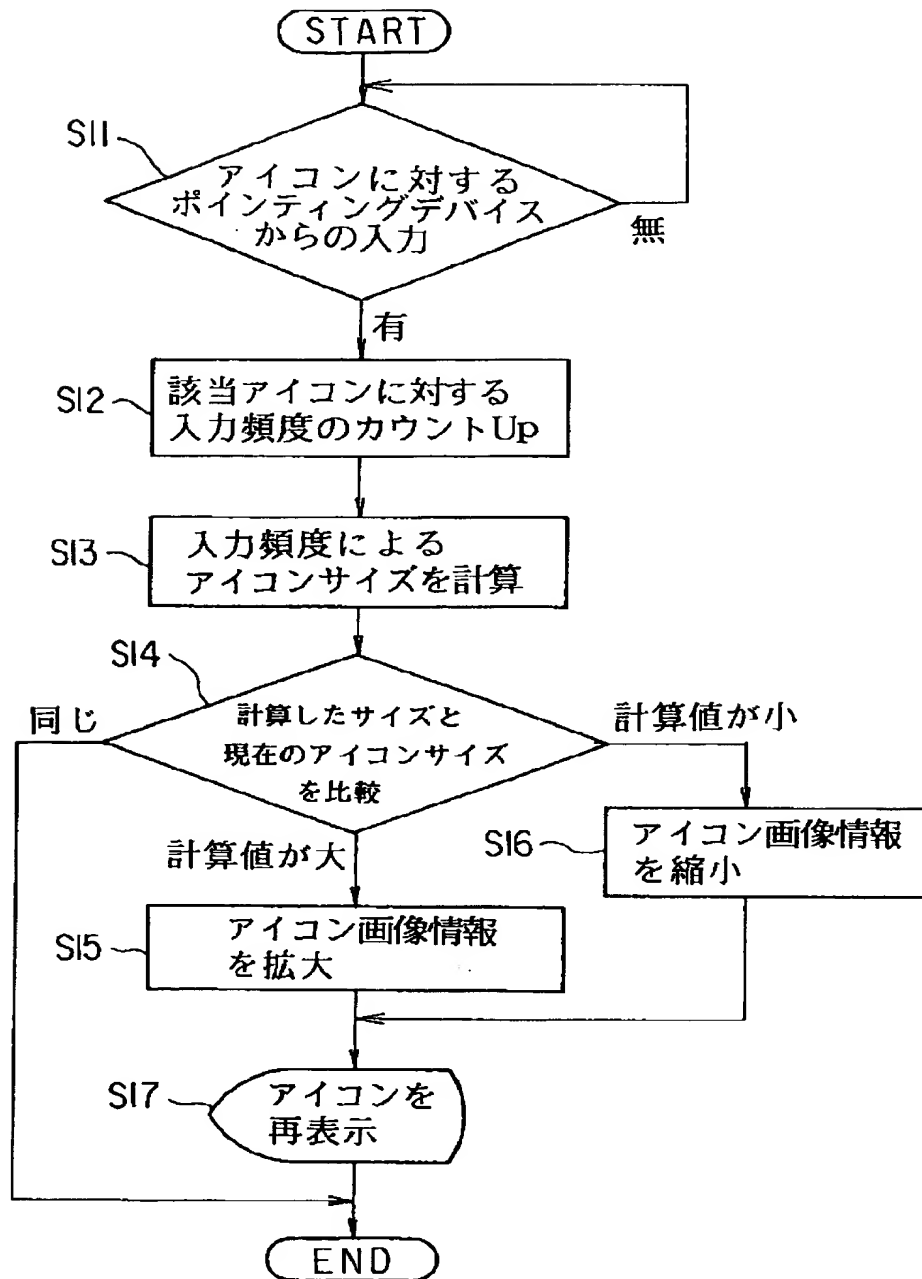 START
S11
アイコンに対する
ポインティングデバイス
からの入力
無
有
S12
該当アイコンに対する
入力頻度のカウントUp
S13
入力頻度による
アイコンサイズを計算
S14
同じ
計算したサイズと
現在のアイコンサイズ
を比較
計算値が小
計算値が大
S16
アイコン画像情報
を縮小
S15
アイコン画像情報
を拡大
S17
アイコンを
再表示
END